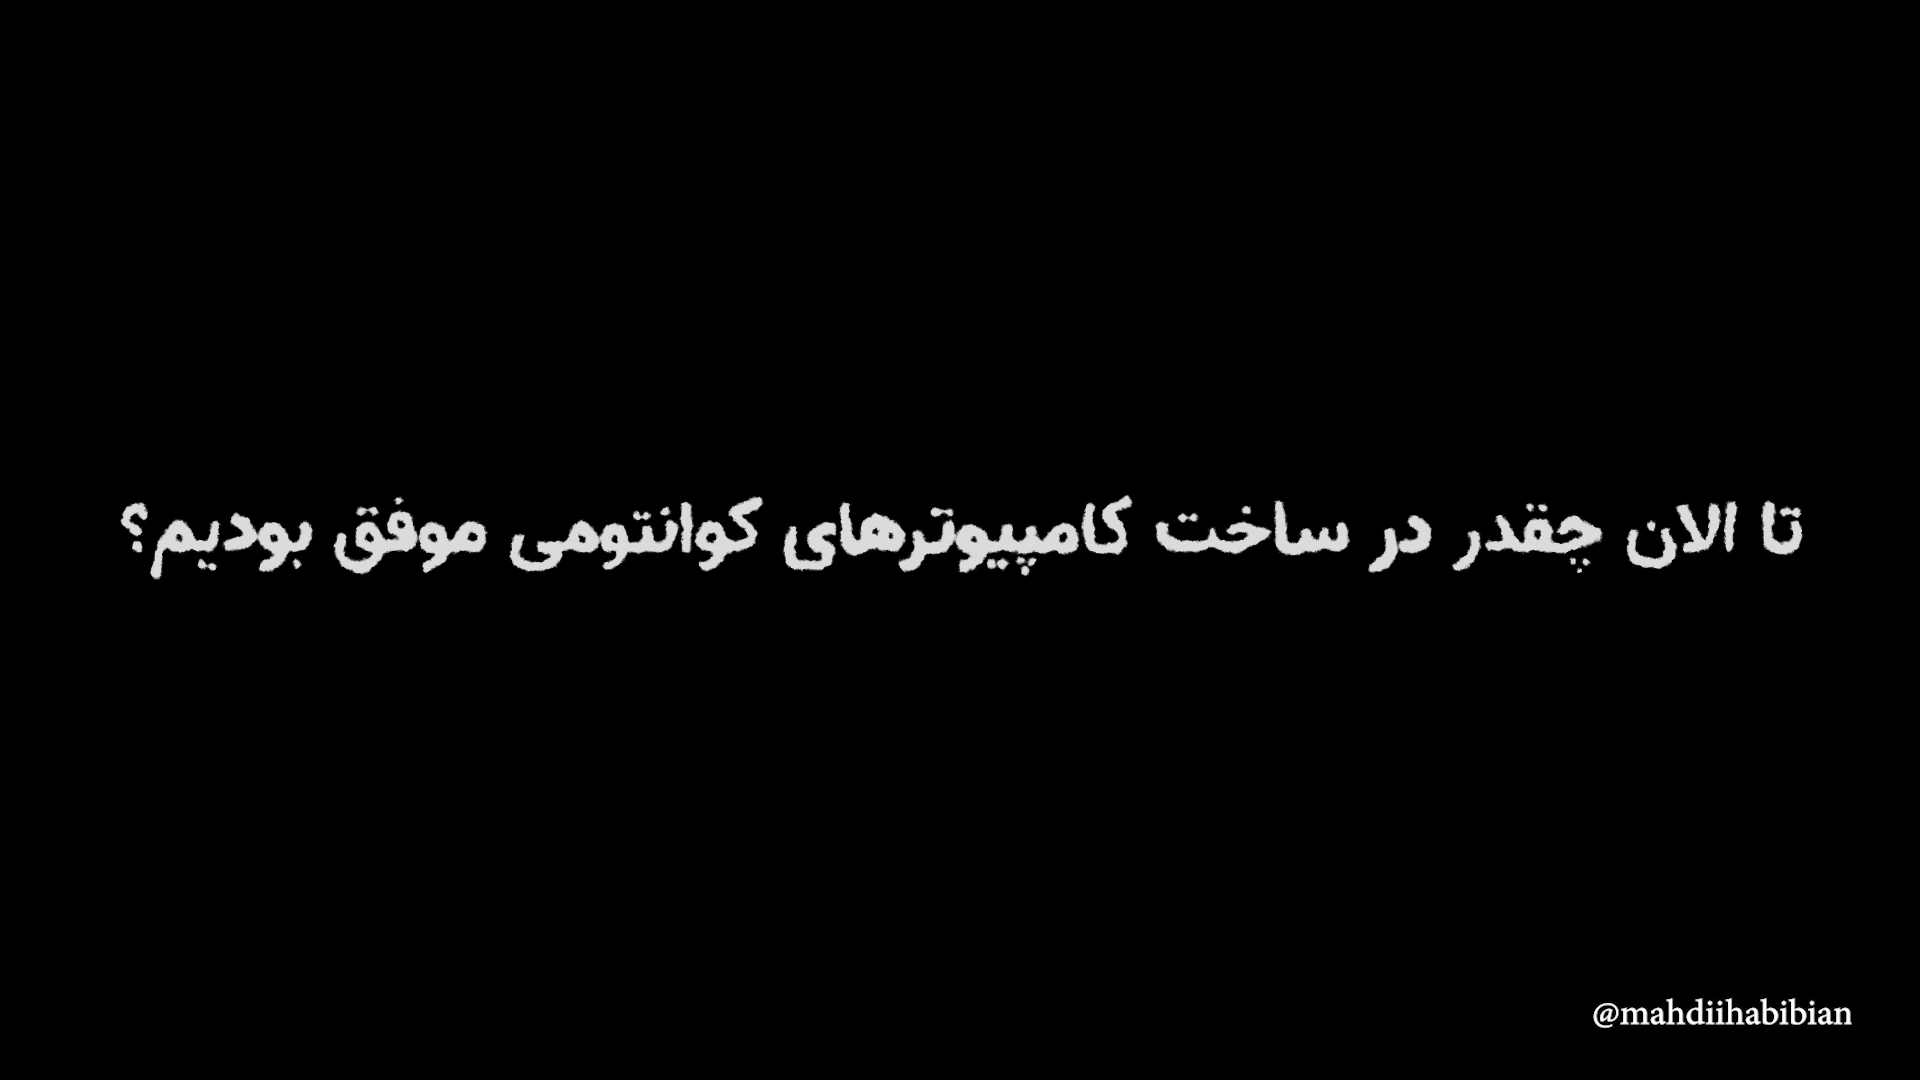 تا الان چقدر در ساخت کامپیوترهای کوانتومی موفق بودیم؟
@mahdiihabibian